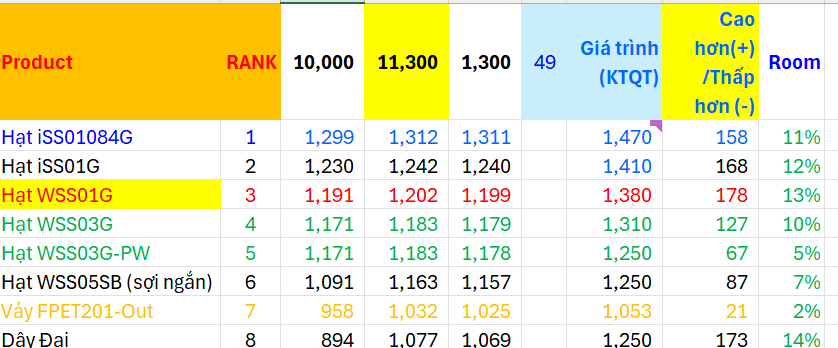 Product RANK 10,000 11,300 1,300 49 Giá trình (KTQT) Cao hơn(+) /Thấp hơn (-) Room
Hạt iSS01084G 1 1,299 1,312 1,311 1,470 158 11%
Hạt iSS01G 2 1,230 1,242 1,240 1,410 168 12%
Hạt WSS01G 3 1,191 1,202 1,199 1,380 178 13%
Hạt WSS03G 4 1,171 1,183 1,179 1,310 127 10%
Hạt WSS03G-PW 5 1,171 1,183 1,178 1,250 67 5%
Hạt WSS05SB (sợi ngắn) 6 1,091 1,163 1,157 1,250 87 7%
Vảy FPET201-Out 7 958 1,032 1,025 1,053 21 2%
Dây Đai 8 894 1,077 1,069 1,250 173 14%